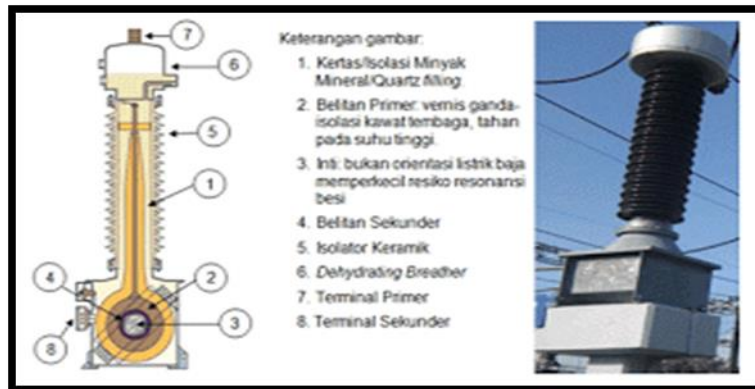 Keterangan gambar:
1. Kertas/Isolasi Minyak
Mineral/Quartz filling
2. Belitan Primer: vernis ganda-
isolasi kawat tembaga, tahan
pada suhu tinggi.
3. Inti: bukan orientasi listrik baja
memperkecil resiko resonansi
besi
4. Belitan Sekunder
5. Isolator Keramik
6. Dehydrating Breather
7. Terminal Primer
8. Terminal Sekunder
7
6
5
1
4
2
3
8